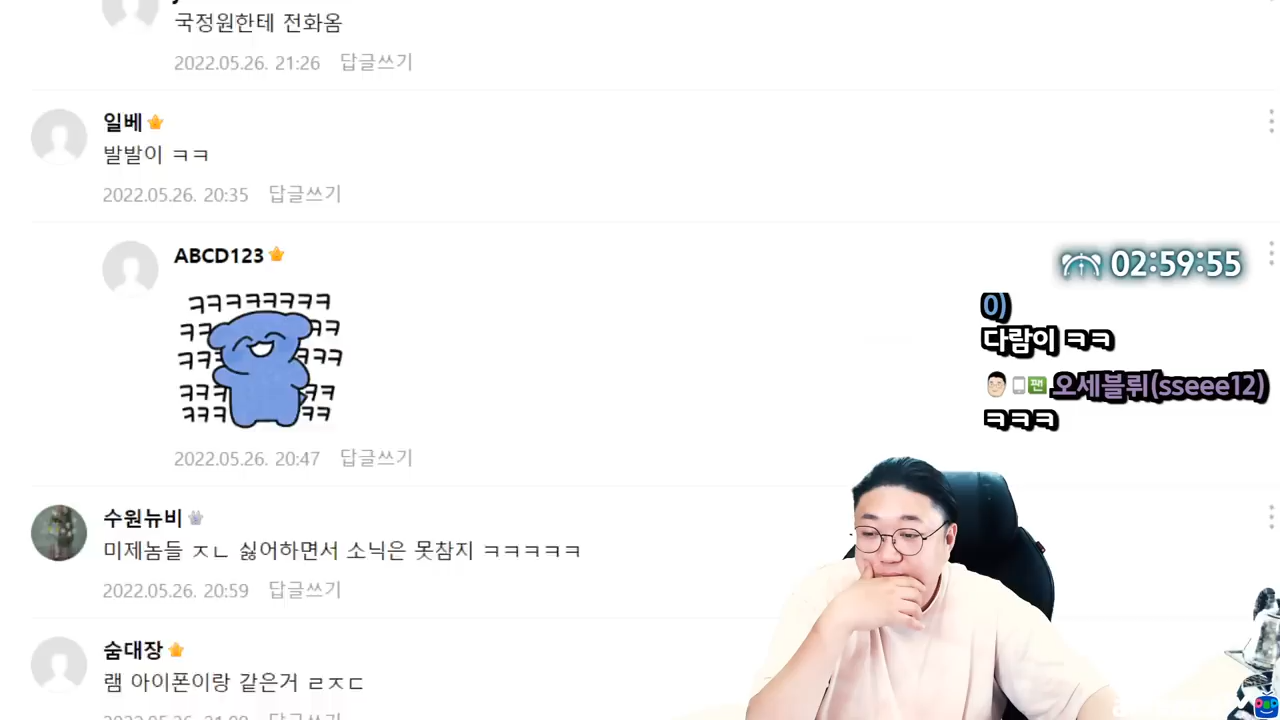 국정원한테 전화옴
2022.05.26. 21:26 답글쓰기
일베
발발이 ㅋㅋ
2022.05.26. 20:35 답글쓰기
ABCD123
ㅋㅋㅋㅋㅋㅋㅋㅋ
ㅋㅋ ㅋㅋ
ㅋㅋㅋ ㅋㅋㅋ
ㅋㅋㅋ ㅋㅋ
ㅋㅋㅋ ㅋㅋ
2022.05.26. 20:47 답글쓰기
02:59:55
0)
다람이 ㅋㅋ
팬 오세블뤼(sseee12)
ㅋㅋㅋ
수원뉴비
미제놈들 ㅈㄴ 싫어하면서 소닉은 못참지 ㅋㅋㅋㅋㅋ
2022.05.26. 20:59 답글쓰기
숨대장
램 아이폰이랑 같은거 ㄹㅈㄷ